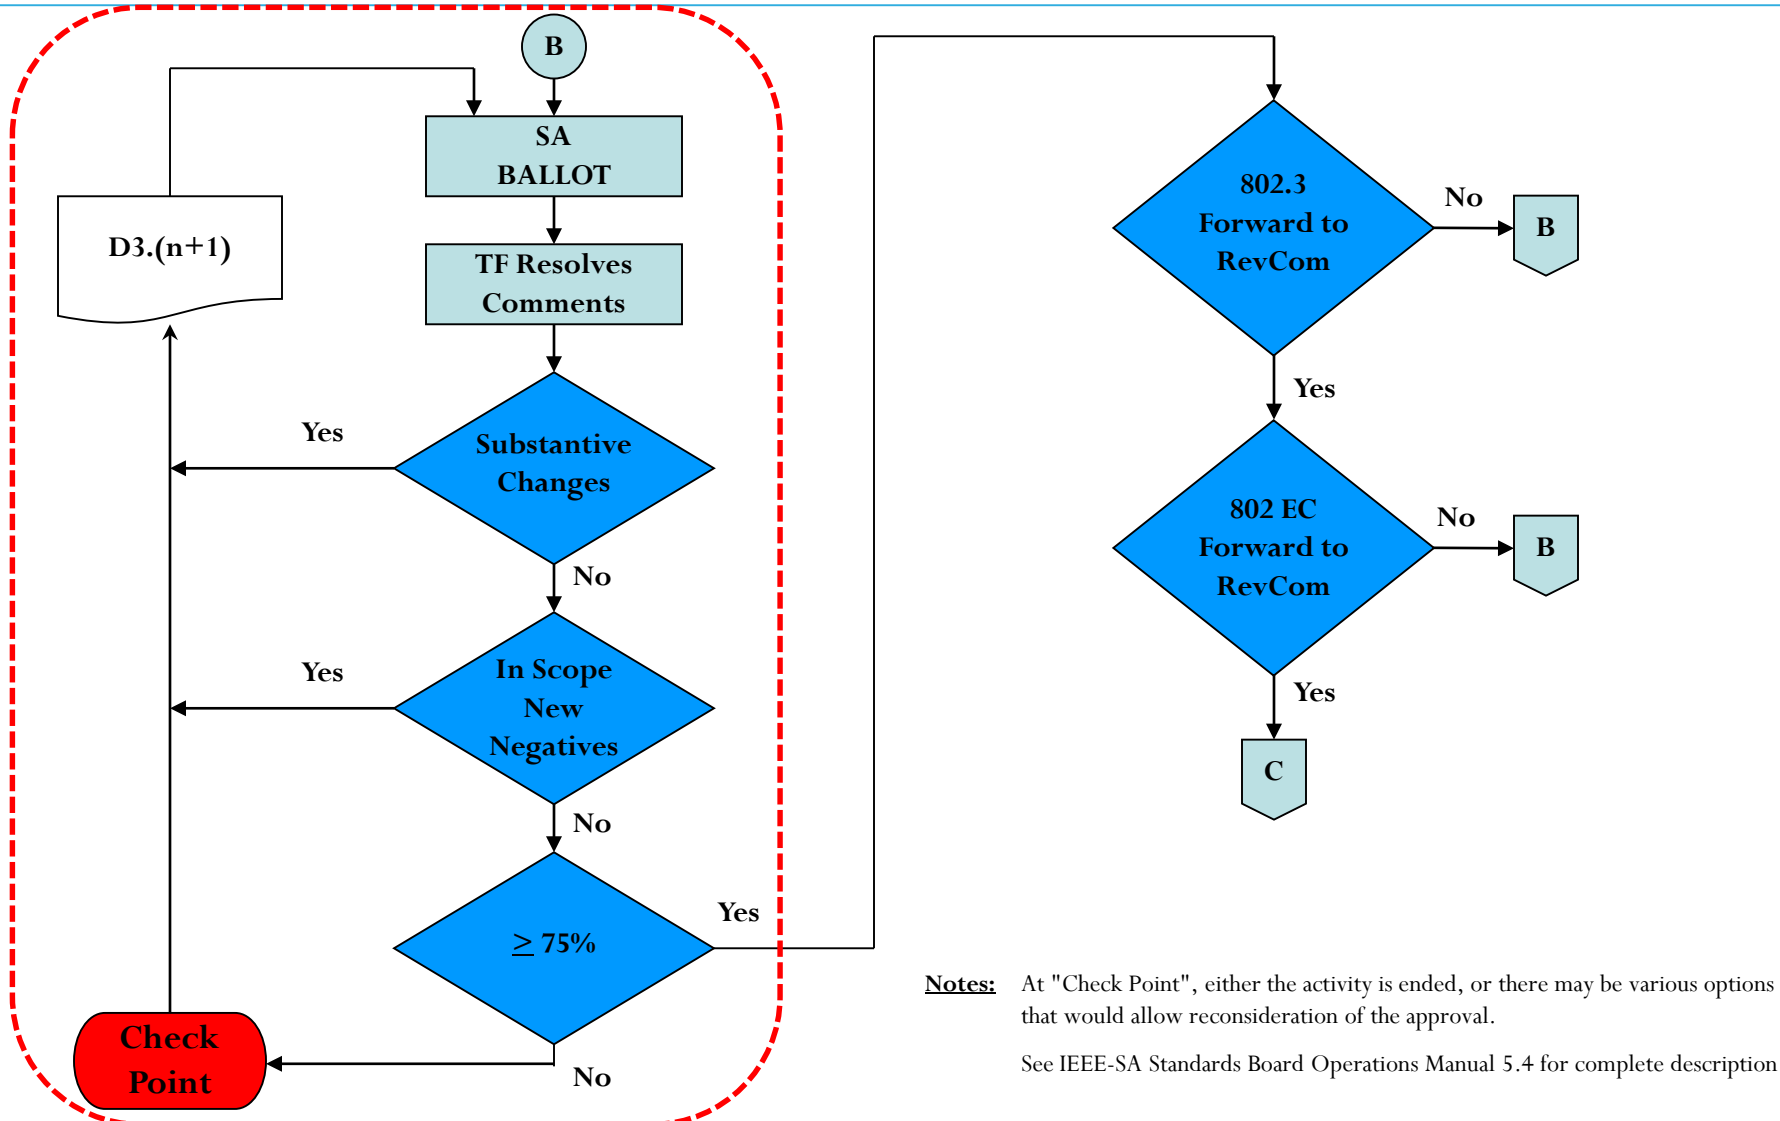 B
SA
BALLOT
D3.(n+1)
TF Resolves
Comments
Yes
Substantive
Changes
No
Yes
In Scope
New
Negatives
No
≥ 75%
Yes
No
Check
Point
802.3
Forward to
RevCom
No
B
Yes
802 EC
Forward to
RevCom
No
B
Yes
C
Notes: At "Check Point", either the activity is ended, or there may be various options
that would allow reconsideration of the approval.
See IEEE-SA Standards Board Operations Manual 5.4 for complete description